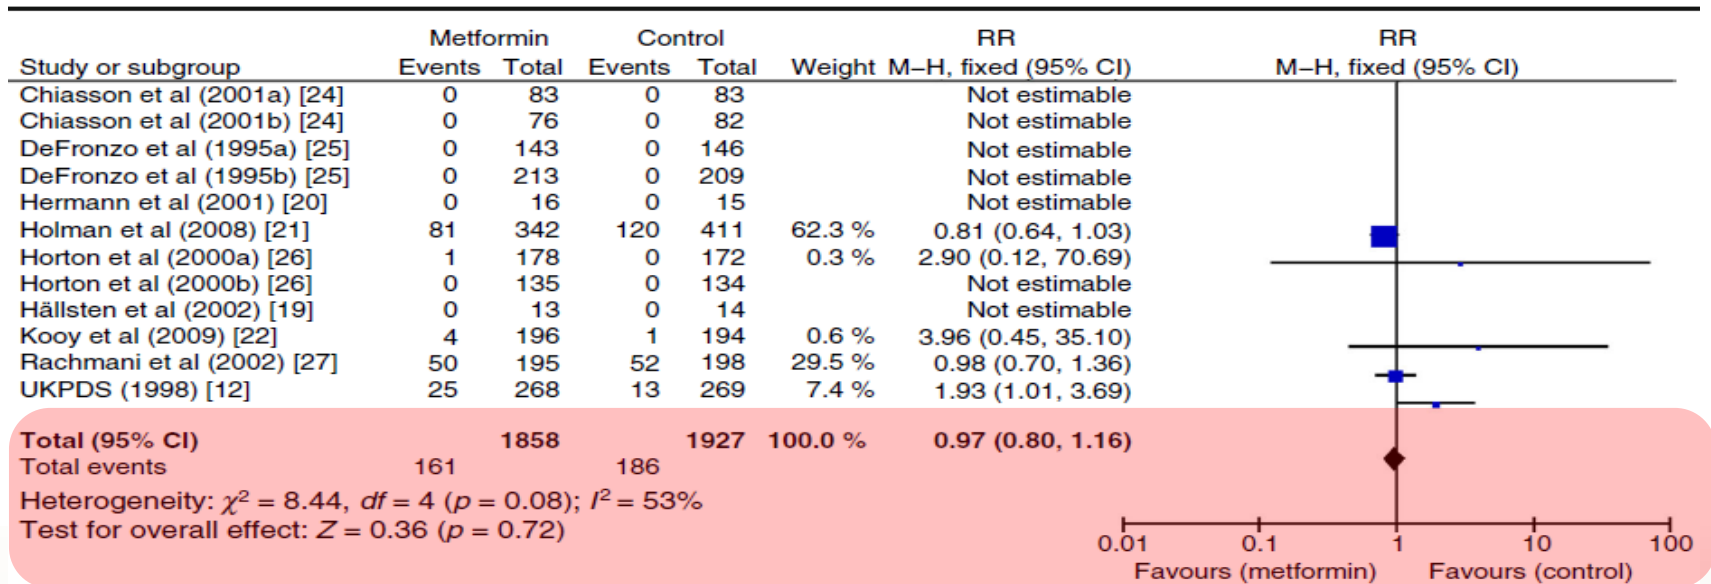 Metformin Control RR RR
Study or subgroup Events Total Events Total Weight M–H, fixed (95% CI) M–H, fixed (95% CI)
Chiasson et al (2001a) [24] 0 83 0 83 Not estimable
Chiasson et al (2001b) [24] 0 76 0 82 Not estimable
DeFronzo et al (1995a) [25] 0 143 0 146 Not estimable
DeFronzo et al (1995b) [25] 0 213 0 209 Not estimable
Hermann et al (2001) [20] 0 16 0 15 Not estimable
Holman et al (2008) [21] 81 342 120 411 62.3 % 0.81 (0.64, 1.03)
Horton et al (2000a) [26] 1 178 0 172 0.3 % 2.90 (0.12, 70.69)
Horton et al (2000b) [26] 0 135 0 134 Not estimable
Hällsten et al (2002) [19] 0 13 0 14 Not estimable
Kooy et al (2009) [22] 4 196 1 194 0.6 % 3.96 (0.45, 35.10)
Rachmani et al (2002) [27] 50 195 52 198 29.5 % 0.98 (0.70, 1.36)
UKPDS (1998) [12] 25 268 13 269 7.4 % 1.93 (1.01, 3.69)
Total (95% CI) 1858 1927 100.0 % 0.97 (0.80, 1.16)
Total events 161 186
Heterogeneity: χ² = 8.44, df = 4 (p = 0.08); I² = 53%
Test for overall effect: Z = 0.36 (p = 0.72)
0.01 0.1 1 10 100
Favours (metformin) Favours (control)